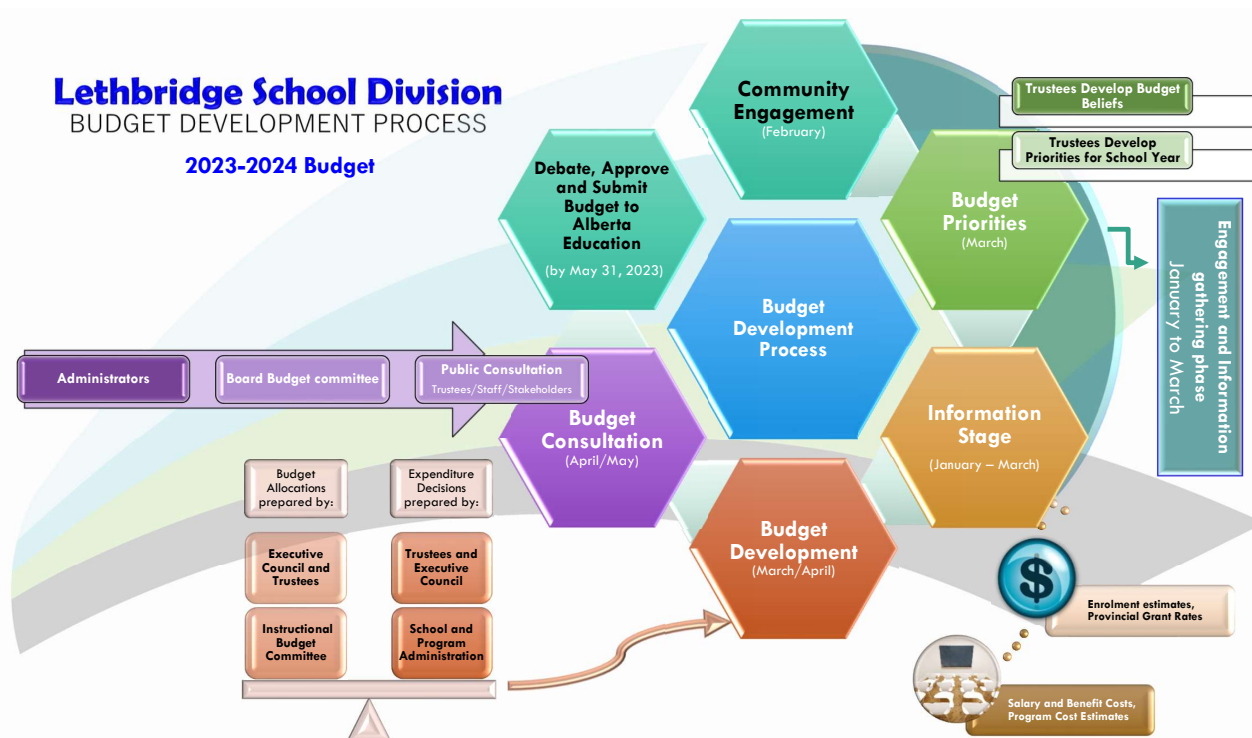 Lethbridge School Division
BUDGET DEVELOPMENT PROCESS
2023-2024 Budget
Community
Engagement
(February)
Trustees Develop Budget
Beliefs
Trustees Develop
Priorities for School Year
Budget
Priorities
(March)
Engagement and Information
gathering phase
January to March
Debate, Approve
and Submit
Budget to
Alberta
Education
(by May 31, 2023)
Budget
Development
Process
Administrators
Board Budget committee
Public Consultation
Trustees/Staff/Stakeholders
Budget
Consultation
(April/May)
Information
Stage
(January – March)
Budget
Development
(March/April)
Budget
Allocations
prepared by:
Expenditure
Decisions
prepared by:
Executive
Council and
Trustees
Trustees and
Executive
Council
Instructional
Budget
Committee
School and
Program
Administration
$
Enrolment estimates,
Provincial Grant Rates
Salary and Benefit Costs,
Program Cost Estimates